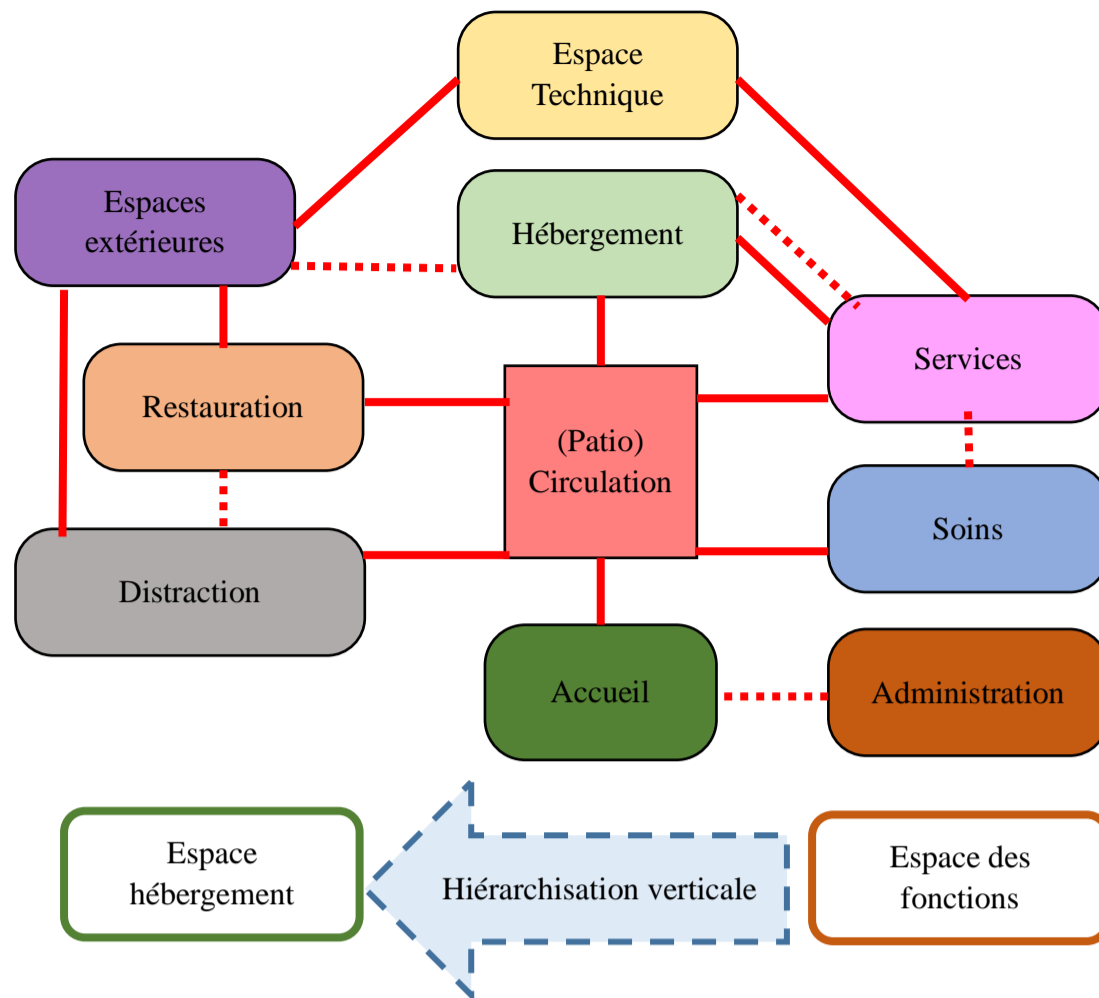 Espace
Technique
Espaces
extérieures
Hébergement
Services
Restauration
(Patio)
Circulation
Soins
Distraction
Accueil
Administration
Espace
hébergement
Hiérarchisation verticale
Espace des
fonctions